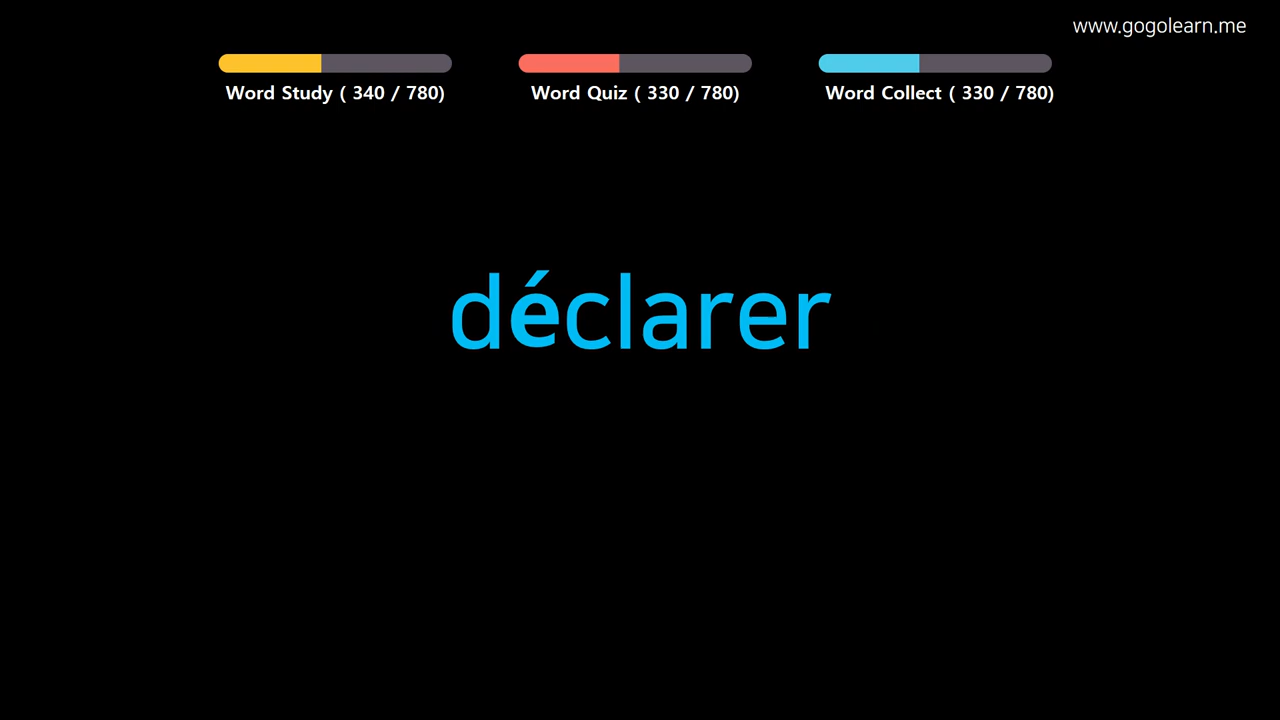 www.gogolearn.me
Word Study ( 340 / 780)
Word Quiz ( 330 / 780)
Word Collect ( 330 / 780)
déclarer